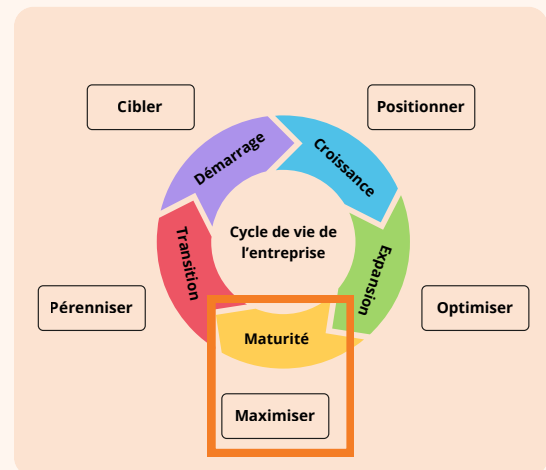 Cibler
Positionner
Démarrage
Croissance
Cycle de vie de
l'entreprise
Transition
Expansion
Pérenniser
Optimiser
Maturité
Maximiser